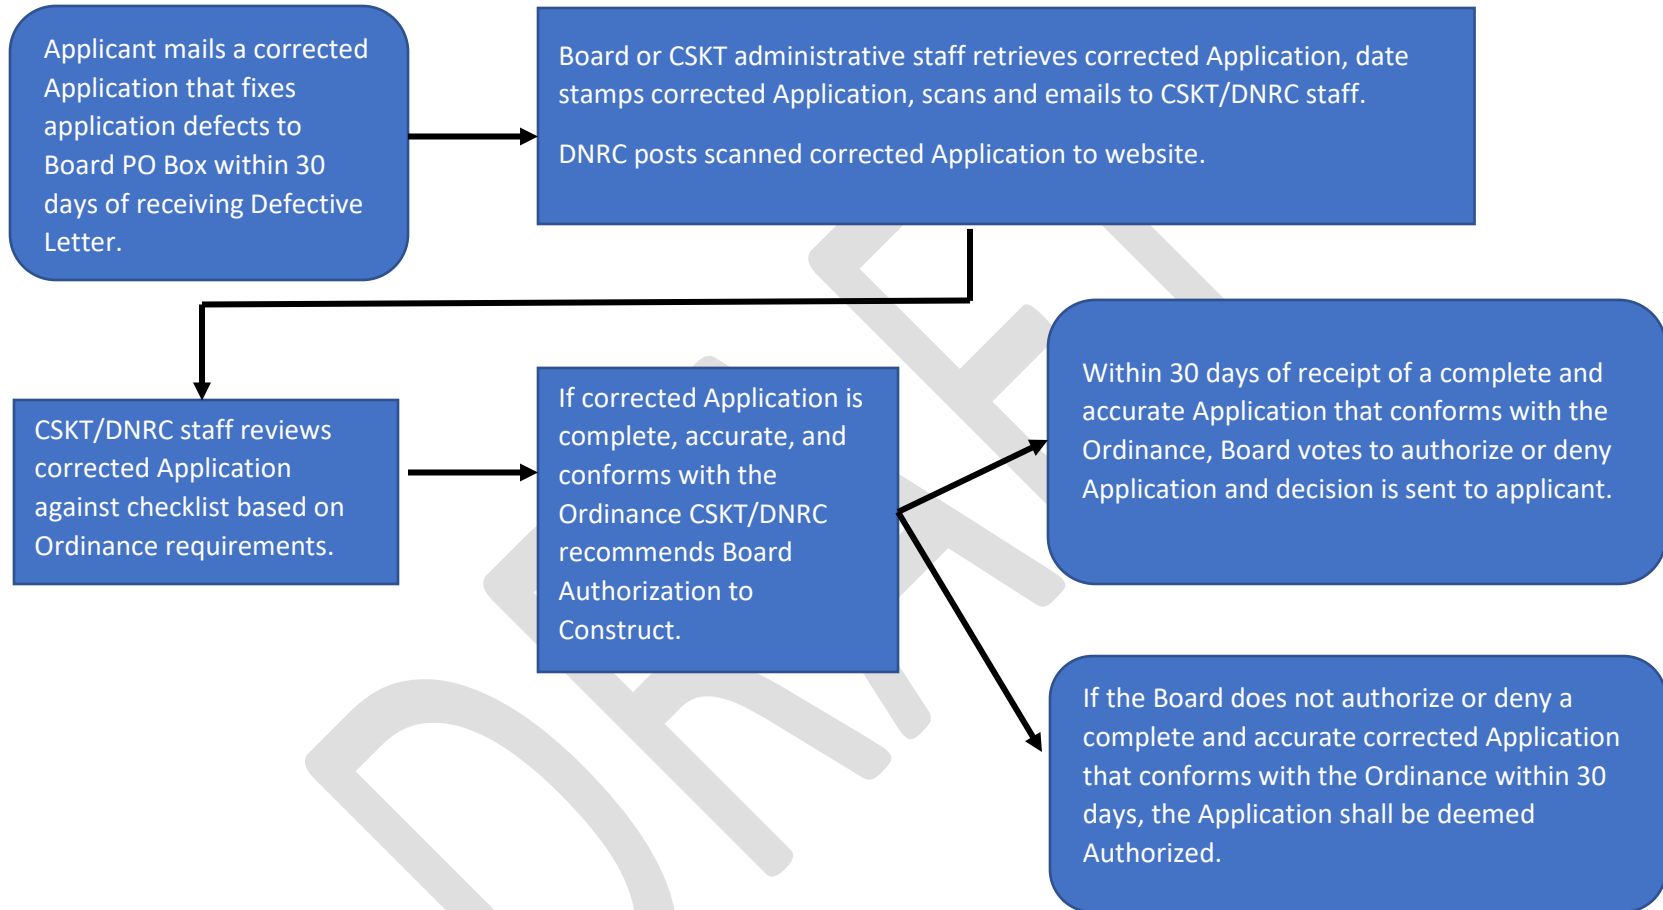 Applicant mails a corrected
Application that fixes
application defects to
Board PO Box within 30
days of receiving Defective
Letter.
Board or CSKT administrative staff retrieves corrected Application, date
stamps corrected Application, scans and emails to CSKT/DNRC staff.
DNRC posts scanned corrected Application to website.
CSKT/DNRC staff reviews
corrected Application
against checklist based on
Ordinance requirements.
If corrected Application is
complete, accurate, and
conforms with the
Ordinance CSKT/DNRC
recommends Board
Authorization to
Construct.
Within 30 days of receipt of a complete and
accurate Application that conforms with the
Ordinance, Board votes to authorize or deny
Application and decision is sent to applicant.
If the Board does not authorize or deny a
complete and accurate corrected Application
that conforms with the Ordinance within 30
days, the Application shall be deemed
Authorized.
DRAFT